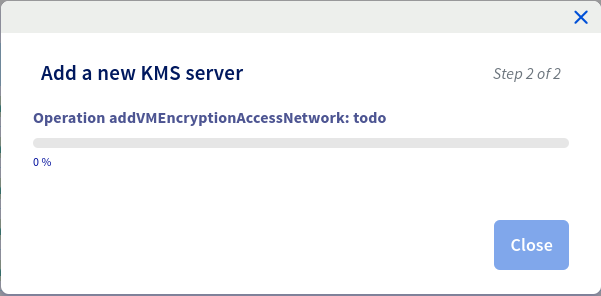 Add a new KMS server
Step 2 of 2
Operation addVMEncryptionAccessNetwork: todo
0 %
Close